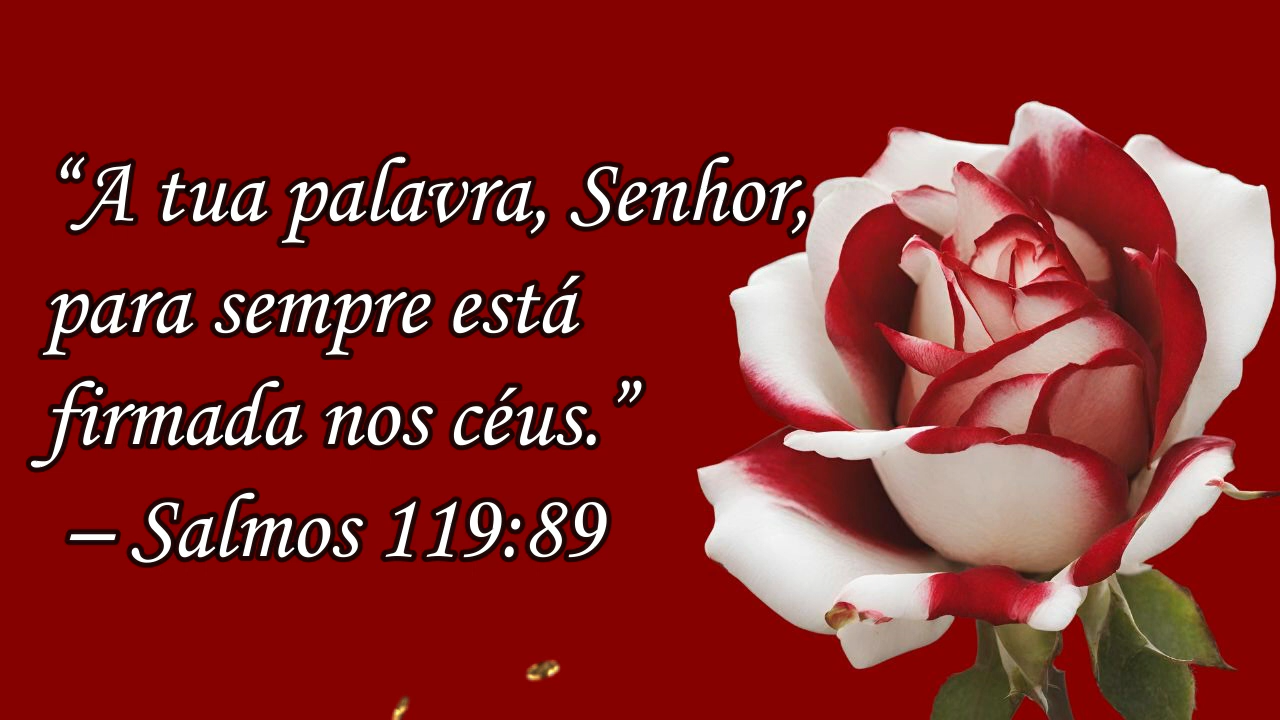 “A tua palavra, Senhor,
para sempre está
firmada nos céus.”
– Salmos 119:89